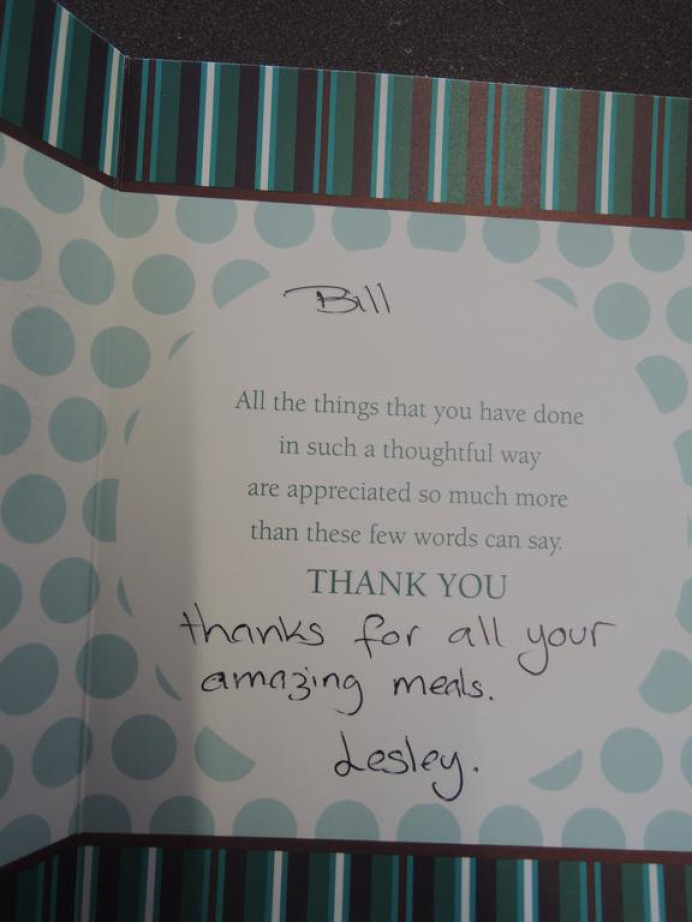 Bill
All the things that you have done
in such a thoughtful way
are appreciated so much more
than these few words can say.
THANK YOU
thanks for all your
amazing meals.
Lesley.